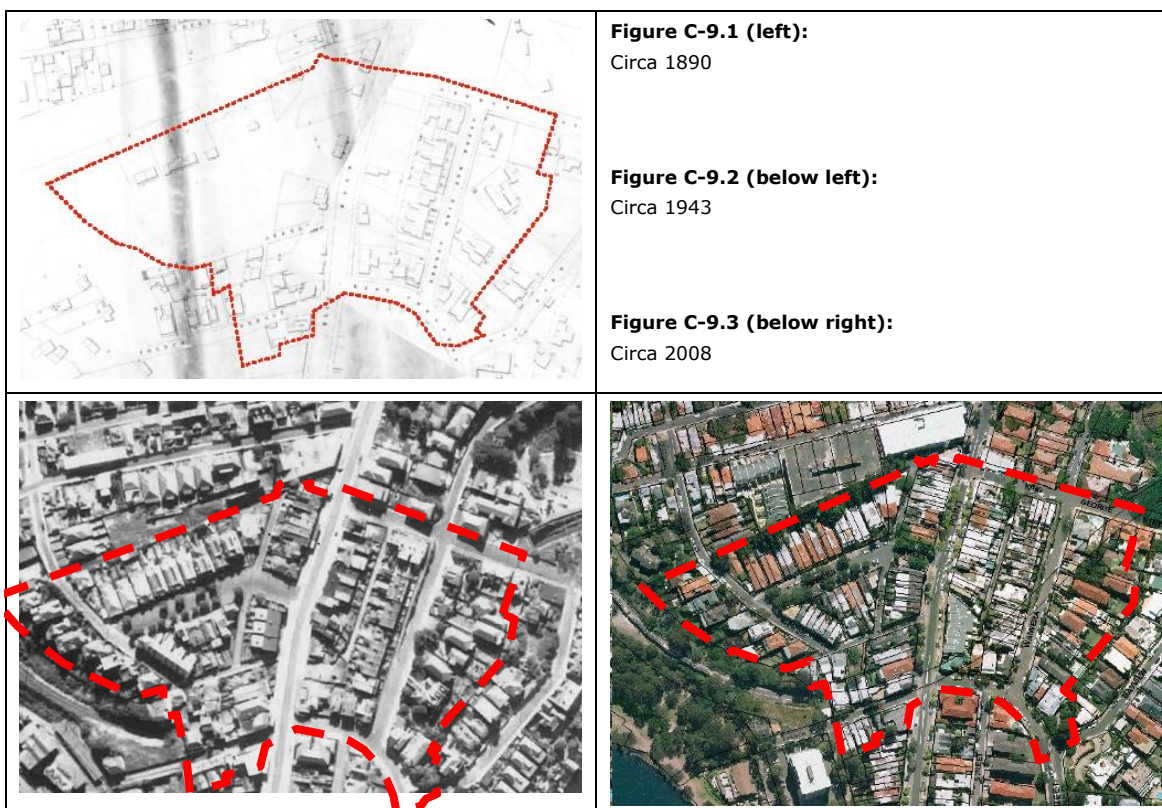 Figure C-9.1 (left):
Circa 1890
Figure C-9.2 (below left):
Circa 1943
Figure C-9.3 (below right):
Circa 2008
GEORGE